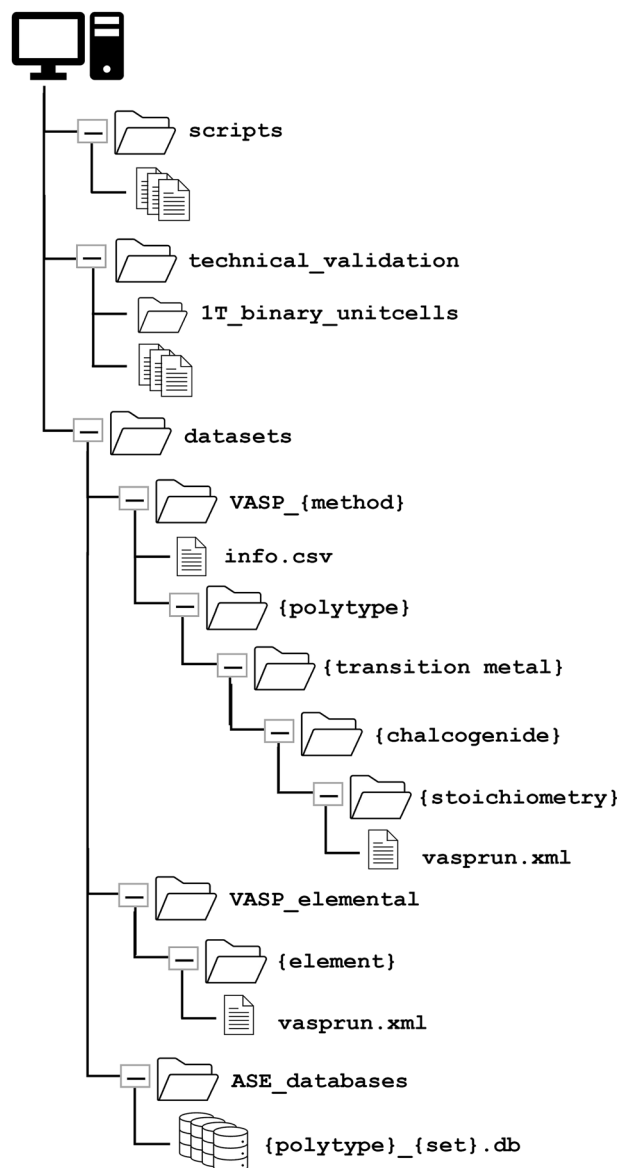 scripts
technical_validation
1T_binary_unitcells
datasets
VASP_{method}
info.csv
{polytype}
{transition metal}
{chalcogenide}
{stoichiometry}
vasprun.xml
VASP_elemental
{element}
vasprun.xml
ASE_databases
{polytype}_{set}.db